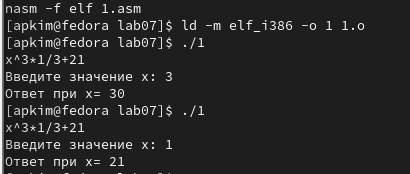 nasm -f elf 1.asm
[apkim@fedora lab07]$ ld -m elf_i386 -o 1 1.o
[apkim@fedora lab07]$ ./1
x^3*1/3+21
Введите значение x: 3
Ответ при x= 30
[apkim@fedora lab07]$ ./1
x^3*1/3+21
Введите значение x: 1
Ответ при x= 21